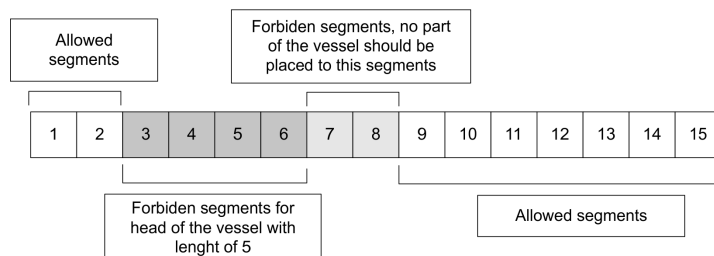 Allowed
segments
Forbiden segments, no part
of the vessel should be
placed to this segments
1 2 3 4 5 6 7 8 9 10 11 12 13 14 15
Forbiden segments for
head of the vessel with
lenght of 5
Allowed segments